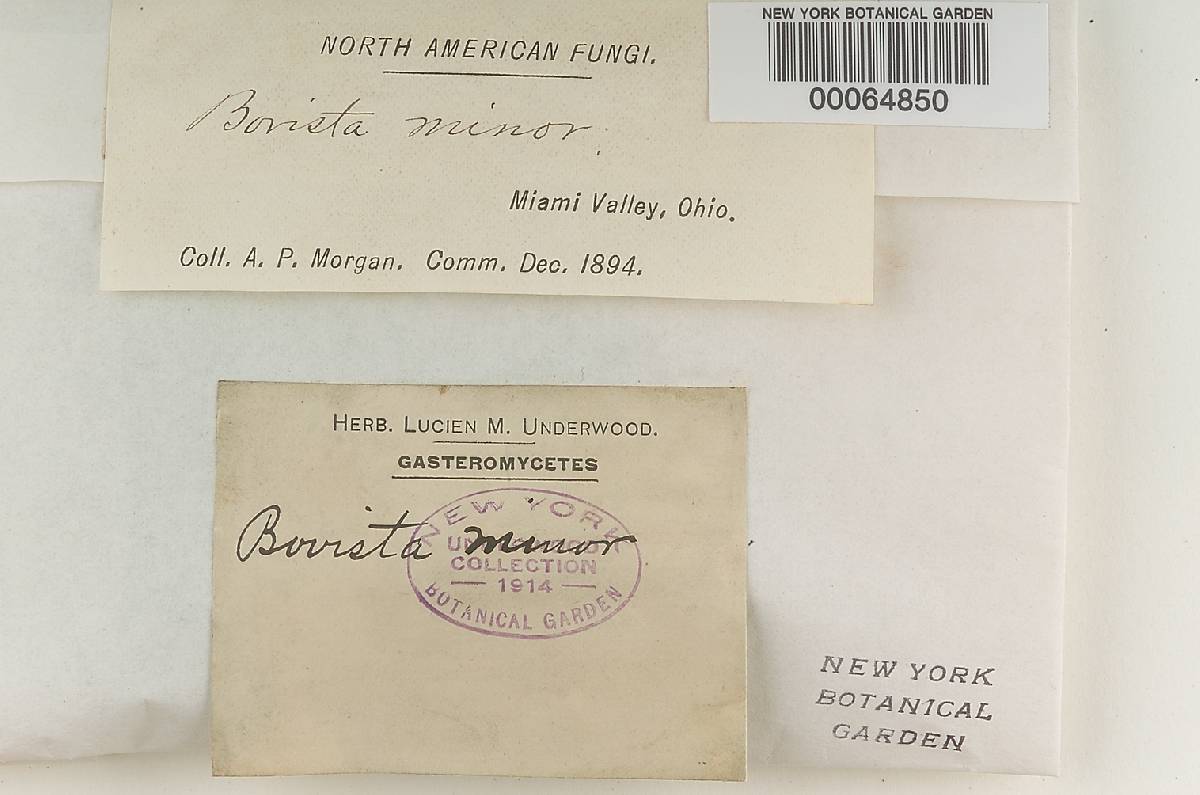 NEW YORK BOTANICAL GARDEN
00064850
NORTH AMERICAN FUNGI.
Bovista minor.
Miami Valley, Ohio.
Coll. A. P. Morgan. Comm. Dec. 1894.
HERB. LUCIEN M. UNDERWOOD.
GASTEROMYCETES
Bovista minor
NEW YORK
UNDERWOOD
COLLECTION
— 1914 —
BOTANICAL GARDEN
NEW YORK
BOTANICAL
GARDEN